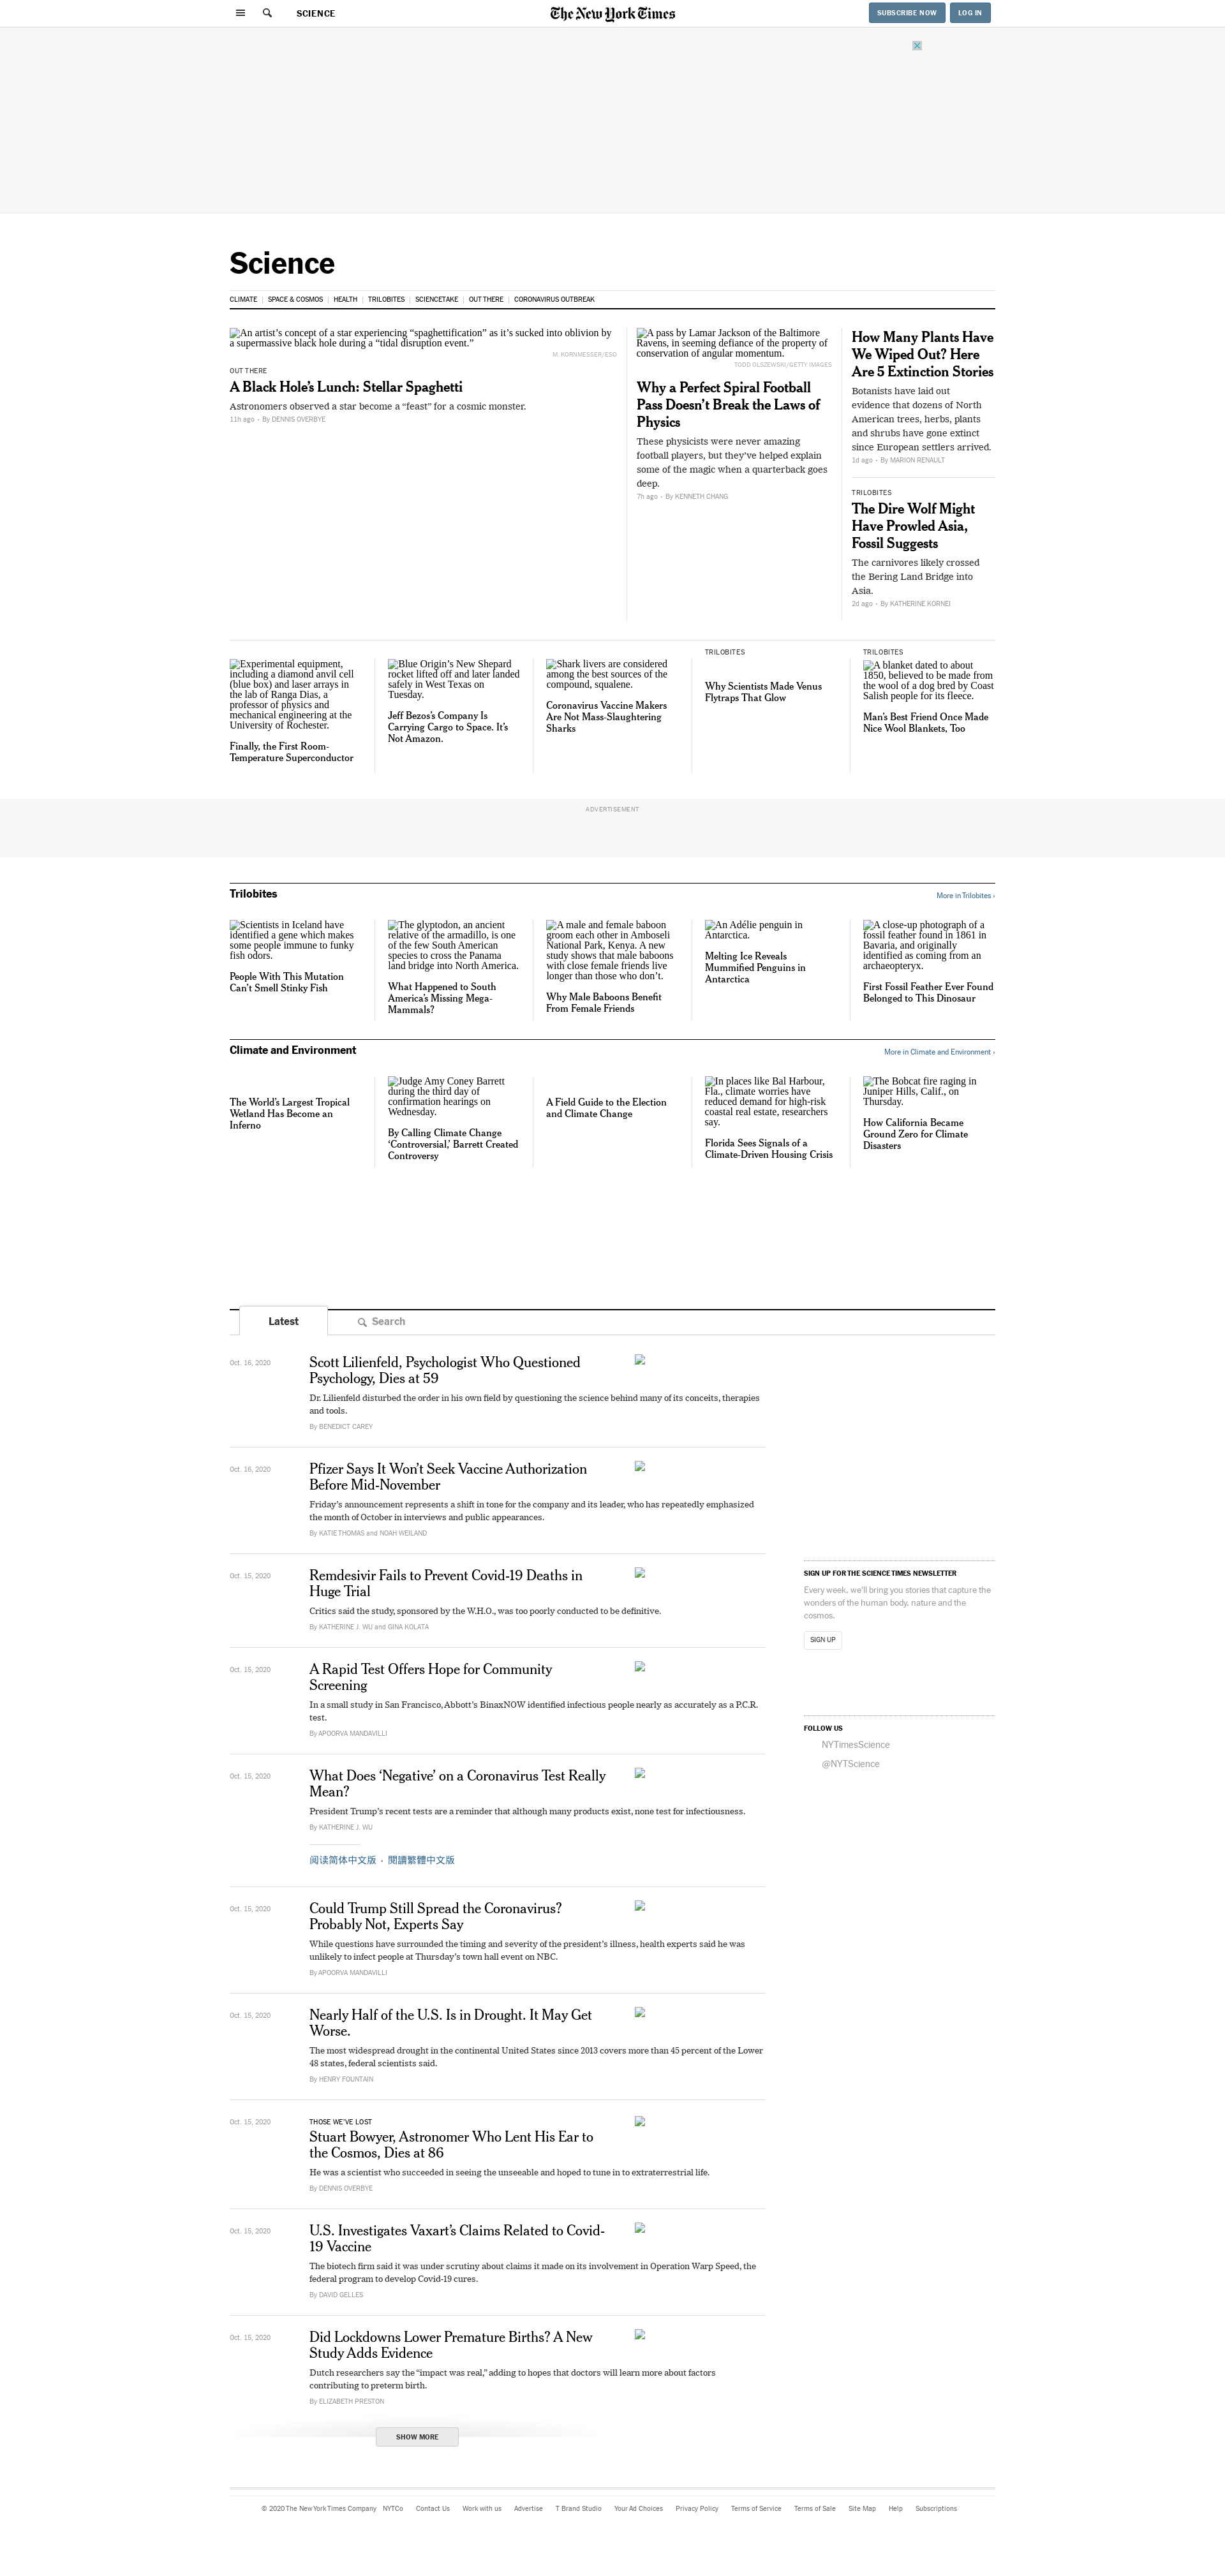 SCIENCE
The New York Times
SUBSCRIBE NOW
LOG IN
Science
CLIMATE | SPACE & COSMOS | HEALTH | TRILOBITES | SCIENCETAKE | OUT THERE | CORONAVIRUS OUTBREAK
An artist’s concept of a star experiencing “spaghettification” as it’s sucked into oblivion by
a supermassive black hole during a “tidal disruption event.”
M. KORNMESSER/ESO
OUT THERE
A Black Hole’s Lunch: Stellar Spaghetti
Astronomers observed a star become a “feast” for a cosmic monster.
11h ago • By DENNIS OVERBYE
A pass by Lamar Jackson of the Baltimore
Ravens, in seeming defiance of the property of
conservation of angular momentum.
TODD OLSZEWSKI/GETTY IMAGES
Why a Perfect Spiral Football
Pass Doesn’t Break the Laws of
Physics
These physicists were never amazing
football players, but they’ve helped explain
some of the magic when a quarterback goes
deep.
7h ago • By KENNETH CHANG
How Many Plants Have
We Wiped Out? Here
Are 5 Extinction Stories
Botanists have laid out
evidence that dozens of North
American trees, herbs, plants
and shrubs have gone extinct
since European settlers arrived.
1d ago • By MARION RENAULT
TRILOBITES
The Dire Wolf Might
Have Prowled Asia,
Fossil Suggests
The carnivores likely crossed
the Bering Land Bridge into
Asia.
2d ago • By KATHERINE KORNEI
Experimental equipment,
including a diamond anvil cell
(blue box) and laser arrays in
the lab of Ranga Dias, a
professor of physics and
mechanical engineering at the
University of Rochester.
Finally, the First Room-
Temperature Superconductor
Blue Origin’s New Shepard
rocket lifted off and later landed
safely in West Texas on
Tuesday.
Jeff Bezos’s Company Is
Carrying Cargo to Space. It’s
Not Amazon.
Shark livers are considered
among the best sources of the
compound, squalene.
Coronavirus Vaccine Makers
Are Not Mass-Slaughtering
Sharks
TRILOBITES
Why Scientists Made Venus
Flytraps That Glow
TRILOBITES
A blanket dated to about
1850, believed to be made from
the wool of a dog bred by Coast
Salish people for its fleece.
Man’s Best Friend Once Made
Nice Wool Blankets, Too
ADVERTISEMENT
Trilobites
More in Trilobites ›
Scientists in Iceland have
identified a gene which makes
some people immune to funky
fish odors.
People With This Mutation
Can’t Smell Stinky Fish
The glyptodon, an ancient
relative of the armadillo, is one
of the few South American
species to cross the Panama
land bridge into North America.
What Happened to South
America’s Missing Mega-
Mammals?
A male and female baboon
groom each other in Amboseli
National Park, Kenya. A new
study shows that male baboons
with close female friends live
longer than those who don’t.
Why Male Baboons Benefit
From Female Friends
An Adélie penguin in
Antarctica.
Melting Ice Reveals
Mummified Penguins in
Antarctica
A close-up photograph of a
fossil feather found in 1861 in
Bavaria, and originally
identified as coming from an
archaeopteryx.
First Fossil Feather Ever Found
Belonged to This Dinosaur
Climate and Environment
More in Climate and Environment ›
The World’s Largest Tropical
Wetland Has Become an
Inferno
Judge Amy Coney Barrett
during the third day of
confirmation hearings on
Wednesday.
By Calling Climate Change
‘Controversial,’ Barrett Created
Controversy
A Field Guide to the Election
and Climate Change
In places like Bal Harbour,
Fla., climate worries have
reduced demand for high-risk
coastal real estate, researchers
say.
Florida Sees Signals of a
Climate-Driven Housing Crisis
The Bobcat fire raging in
Juniper Hills, Calif., on
Thursday.
How California Became
Ground Zero for Climate
Disasters
Latest
Search
Oct. 16, 2020
Scott Lilienfeld, Psychologist Who Questioned
Psychology, Dies at 59
Dr. Lilienfeld disturbed the order in his own field by questioning the science behind many of its conceits, therapies
and tools.
By BENEDICT CAREY
Oct. 16, 2020
Pfizer Says It Won’t Seek Vaccine Authorization
Before Mid-November
Friday’s announcement represents a shift in tone for the company and its leader, who has repeatedly emphasized
the month of October in interviews and public appearances.
By KATIE THOMAS and NOAH WEILAND
Oct. 15, 2020
Remdesivir Fails to Prevent Covid-19 Deaths in
Huge Trial
Critics said the study, sponsored by the W.H.O., was too poorly conducted to be definitive.
By KATHERINE J. WU and GINA KOLATA
Oct. 15, 2020
A Rapid Test Offers Hope for Community
Screening
In a small study in San Francisco, Abbott’s BinaxNOW identified infectious people nearly as accurately as a P.C.R.
test.
By APOORVA MANDAVILLI
Oct. 15, 2020
What Does ‘Negative’ on a Coronavirus Test Really
Mean?
President Trump’s recent tests are a reminder that although many products exist, none test for infectiousness.
By KATHERINE J. WU
阅读简体中文版 • 閱讀繁體中文版
Oct. 15, 2020
Could Trump Still Spread the Coronavirus?
Probably Not, Experts Say
While questions have surrounded the timing and severity of the president’s illness, health experts said he was
unlikely to infect people at Thursday’s town hall event on NBC.
By APOORVA MANDAVILLI
Oct. 15, 2020
Nearly Half of the U.S. Is in Drought. It May Get
Worse.
The most widespread drought in the continental United States since 2013 covers more than 45 percent of the Lower
48 states, federal scientists said.
By HENRY FOUNTAIN
Oct. 15, 2020
THOSE WE’VE LOST
Stuart Bowyer, Astronomer Who Lent His Ear to
the Cosmos, Dies at 86
He was a scientist who succeeded in seeing the unseeable and hoped to tune in to extraterrestrial life.
By DENNIS OVERBYE
Oct. 15, 2020
U.S. Investigates Vaxart’s Claims Related to Covid-
19 Vaccine
The biotech firm said it was under scrutiny about claims it made on its involvement in Operation Warp Speed, the
federal program to develop Covid-19 cures.
By DAVID GELLES
Oct. 15, 2020
Did Lockdowns Lower Premature Births? A New
Study Adds Evidence
Dutch researchers say the “impact was real,” adding to hopes that doctors will learn more about factors
contributing to preterm birth.
By ELIZABETH PRESTON
SHOW MORE
SIGN UP FOR THE SCIENCE TIMES NEWSLETTER
Every week, we’ll bring you stories that capture the
wonders of the human body, nature and the
cosmos.
SIGN UP
FOLLOW US
NYTimesScience
@NYTScience
© 2020 The New York Times Company NYTCo Contact Us Work with us Advertise T Brand Studio Your Ad Choices Privacy Policy Terms of Service Terms of Sale Site Map Help Subscriptions